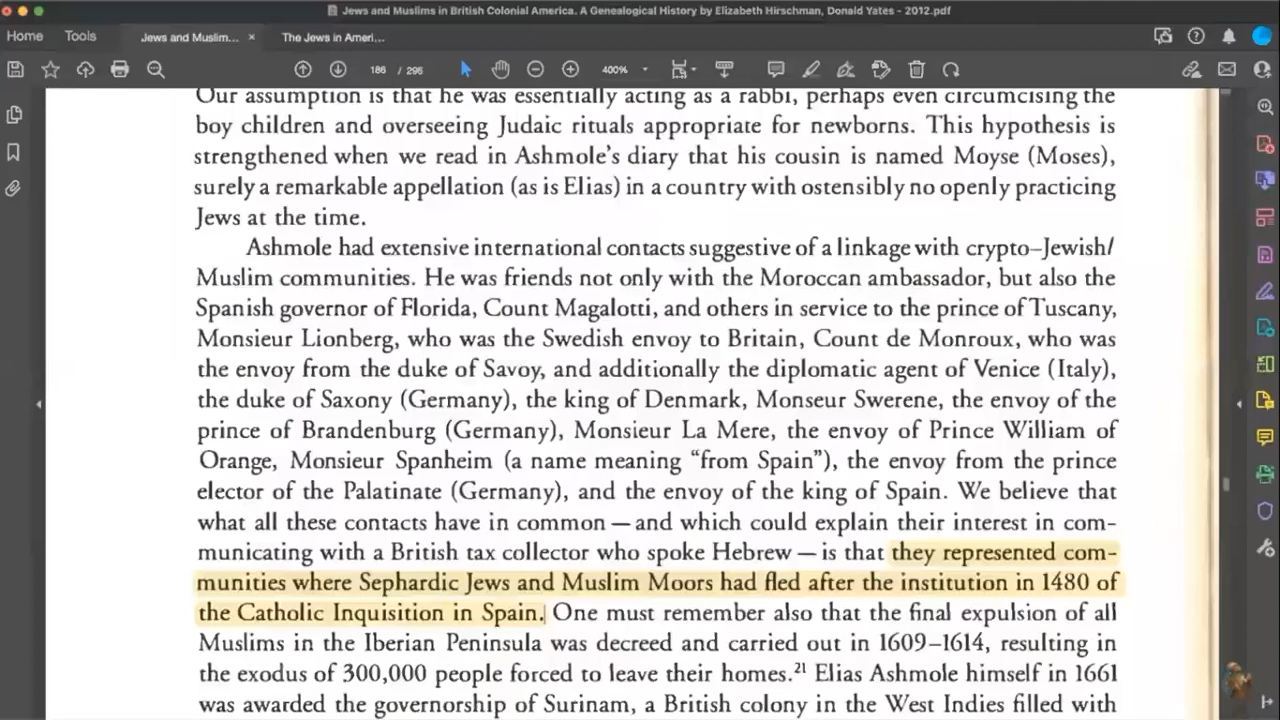 Jews and Muslims in British Colonial America. A Genealogical History by Elizabeth Hirschman, Donald Yates - 2012.pdf
Home Tools Jews and Muslim... × The Jews in Ameri...
186 / 296 400%
Our assumption is that he was essentially acting as a rabbi, perhaps even circumcising the
boy children and overseeing Judaic rituals appropriate for newborns. This hypothesis is
strengthened when we read in Ashmole’s diary that his cousin is named Moyse (Moses),
surely a remarkable appellation (as is Elias) in a country with ostensibly no openly practicing
Jews at the time.
Ashmole had extensive international contacts suggestive of a linkage with crypto–Jewish/
Muslim communities. He was friends not only with the Moroccan ambassador, but also the
Spanish governor of Florida, Count Magalotti, and others in service to the prince of Tuscany,
Monsieur Lionberg, who was the Swedish envoy to Britain, Count de Monroux, who was
the envoy from the duke of Savoy, and additionally the diplomatic agent of Venice (Italy),
the duke of Saxony (Germany), the king of Denmark, Monseur Swerene, the envoy of the
prince of Brandenburg (Germany), Monsieur La Mere, the envoy of Prince William of
Orange, Monsieur Spanheim (a name meaning “from Spain”), the envoy from the prince
elector of the Palatinate (Germany), and the envoy of the king of Spain. We believe that
what all these contacts have in common — and which could explain their interest in com-
municating with a British tax collector who spoke Hebrew — is that they represented com-
munities where Sephardic Jews and Muslim Moors had fled after the institution in 1480 of
the Catholic Inquisition in Spain. One must remember also that the final expulsion of all
Muslims in the Iberian Peninsula was decreed and carried out in 1609–1614, resulting in
the exodus of 300,000 people forced to leave their homes.²¹ Elias Ashmole himself in 1661
was awarded the governorship of Surinam, a British colony in the West Indies filled with